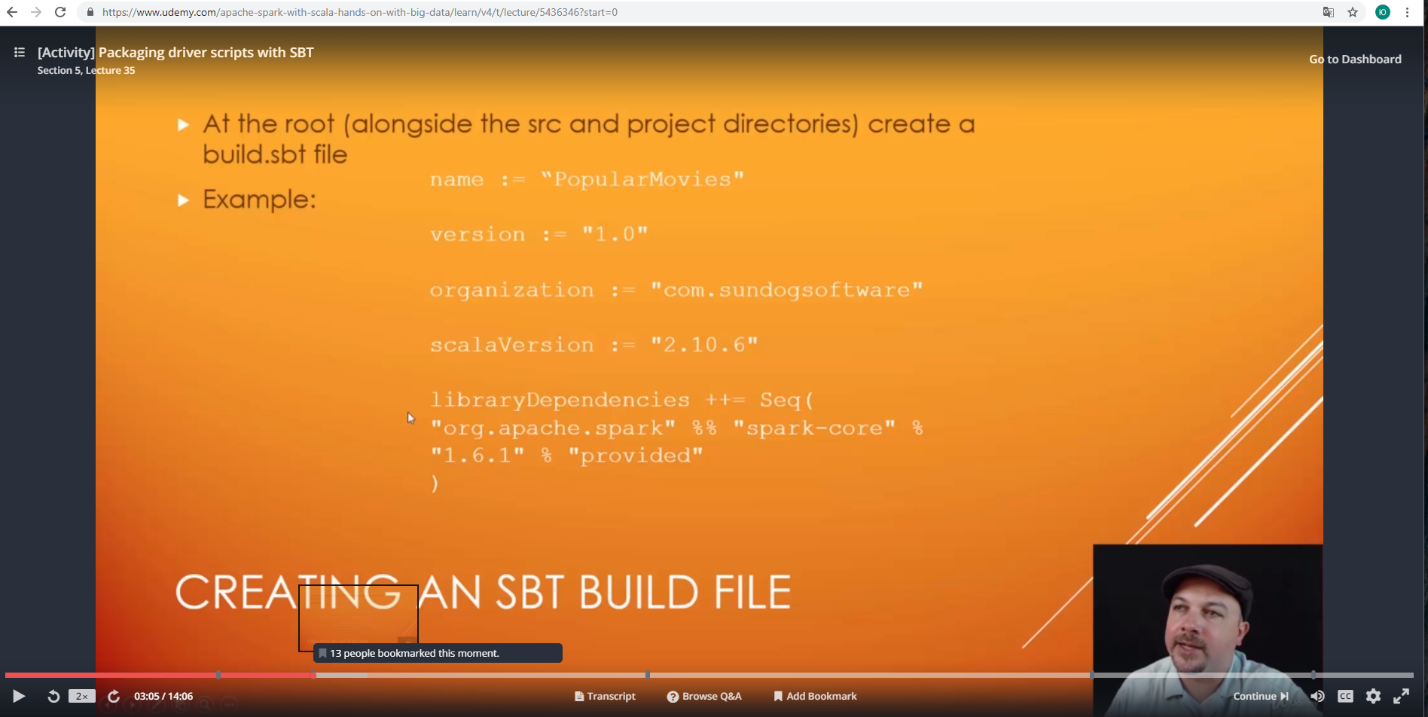 https://www.udemy.com/apache-spark-with-scala-hands-on-with-big-data/learn/v4/t/lecture/5436346?start=0
[Activity] Packaging driver scripts with SBT
Section 5, Lecture 35
Go to Dashboard
At the root (alongside the src and project directories) create a
build.sbt file
Example:
name := “PopularMovies"
version := "1.0"
organization := "com.sundogsoftware"
scalaVersion := "2.10.6"
libraryDependencies ++= Seq(
"org.apache.spark" %% "spark-core" %
"1.6.1" % "provided"
)
CREATING AN SBT BUILD FILE
13 people bookmarked this moment.
2×
03:05 / 14:06
Transcript
Browse Q&A
Add Bookmark
Continue
CC